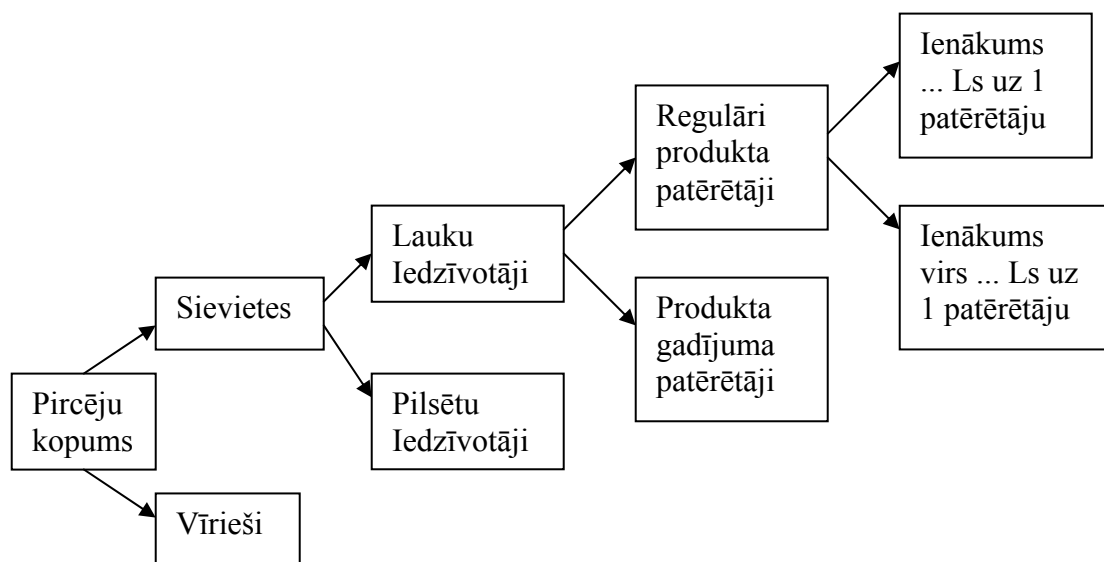 Pircēju
kopums
Sievietes
Vīrieši
Lauku
Iedzīvotāji
Pilsētu
Iedzīvotāji
Regulāri
produkta
patērētāji
Produkta
gadījuma
patērētāji
Ienākums
... Ls uz 1
patērētāju
Ienākums
virs ... Ls uz
1 patērētāju